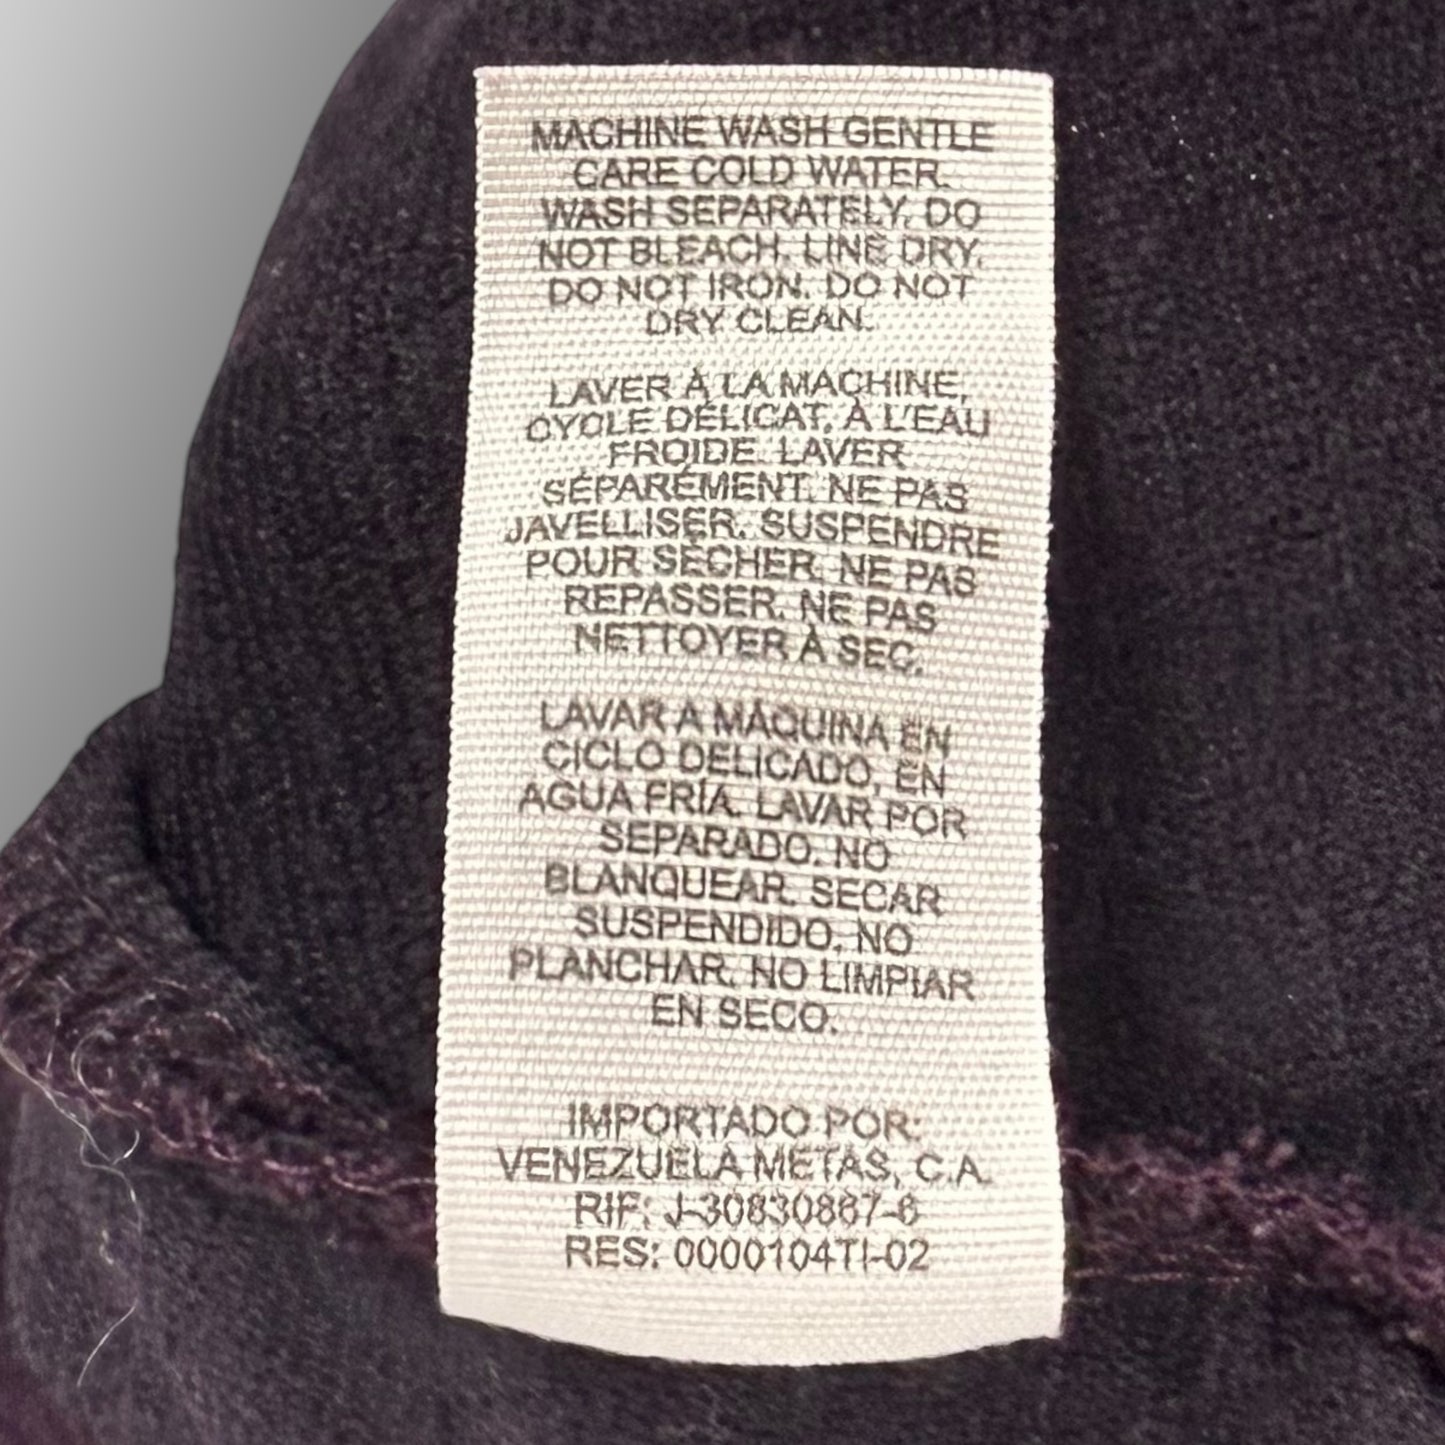 MACHINE WASH GENTLE
CARE COLD WATER.
WASH SEPARATELY. DO
NOT BLEACH. LINE DRY.
DO NOT IRON. DO NOT
DRY CLEAN.
LAVER À LA MACHINE,
CYCLE DÉLICAT, À L'EAU
FROIDE. LAVER
SÉPARÉMENT. NE PAS
JAVELLISER. SUSPENDRE
POUR SÉCHER. NE PAS
REPASSER. NE PAS
NETTOYER À SEC.
LAVAR A MÁQUINA EN
CICLO DELICADO, EN
AGUA FRÍA. LAVAR POR
SEPARADO. NO
BLANQUEAR. SECAR
SUSPENDIDO. NO
PLANCHAR. NO LIMPIAR
EN SECO.
IMPORTADO POR:
VENEZUELA METAS, C.A.
RIF: J-30830867-6
RES: 0000104TI-02